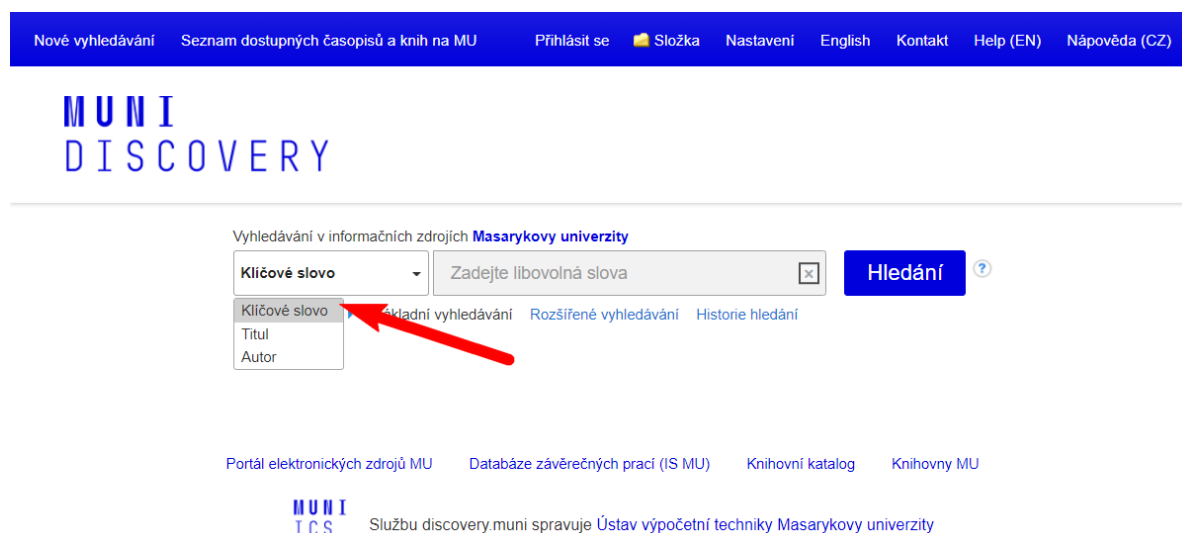 Nové vyhledávání Seznam dostupných časopisů a knih na MU Přihlásit se Složka Nastavení English Kontakt Help (EN) Nápověda (CZ)
MUNI
DISCOVERY
Vyhledávání v informačních zdrojích Masarykovy univerzity
Klíčové slovo Zadejte libovolná slova Hledání ?
Klíčové slovo vyhledávání Rozšířené vyhledávání Historie hledání
Titul
Autor
Portál elektronických zdrojů MU Databáze závěrečných prací (IS MU) Knihovní katalog Knihovny MU
MUNI
ICS Službu discovery.muni spravuje Ústav výpočetní techniky Masarykovy univerzity